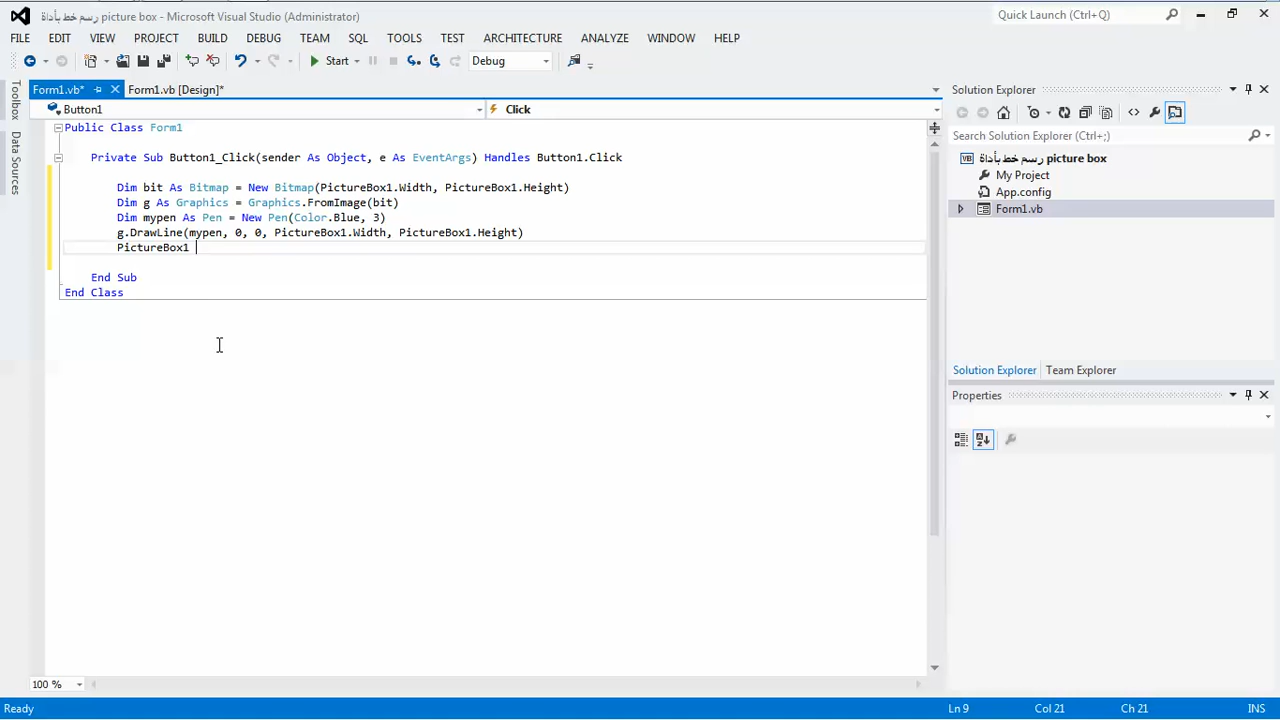 رسم خط بأداة picture box - Microsoft Visual Studio (Administrator)
Quick Launch (Ctrl+Q)
FILE EDIT VIEW PROJECT BUILD DEBUG TEAM SQL TOOLS TEST ARCHITECTURE ANALYZE WINDOW HELP
Start Debug
Toolbox
Data Sources
Form1.vb* Form1.vb [Design]*
Button1 Click
Public Class Form1
Private Sub Button1_Click(sender As Object, e As EventArgs) Handles Button1.Click
Dim bit As Bitmap = New Bitmap(PictureBox1.Width, PictureBox1.Height)
Dim g As Graphics = Graphics.FromImage(bit)
Dim mypen As Pen = New Pen(Color.Blue, 3)
g.DrawLine(mypen, 0, 0, PictureBox1.Width, PictureBox1.Height)
PictureBox1
End Sub
End Class
100 %
Solution Explorer
Search Solution Explorer (Ctrl+;)
VB رسم خط بأداة picture box
My Project
App.config
Form1.vb
Solution Explorer Team Explorer
Properties
Ready Ln 9 Col 21 Ch 21 INS